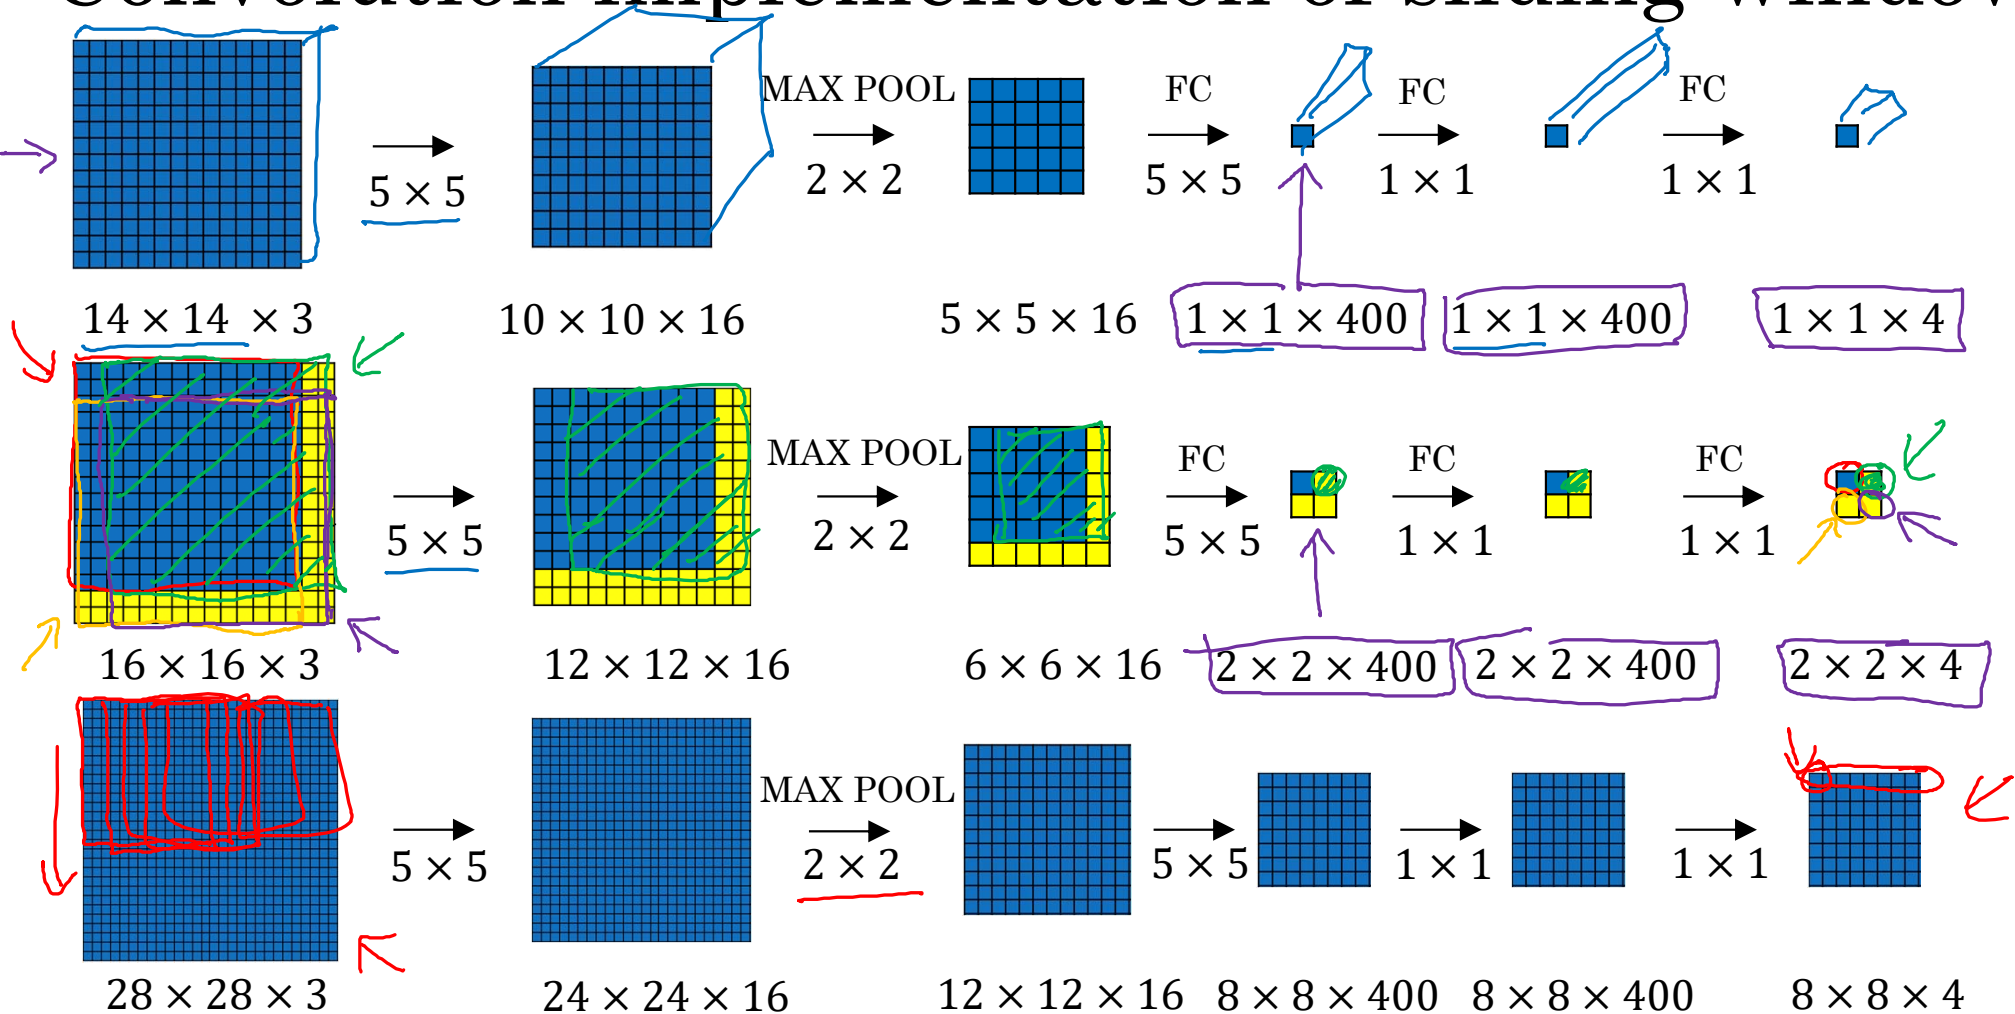 Convolution implementation of sliding window
MAX POOL FC FC FC
5 × 5 2 × 2 5 × 5 1 × 1 1 × 1
14 × 14 × 3 10 × 10 × 16 5 × 5 × 16 1 × 1 × 400 1 × 1 × 400 1 × 1 × 4
MAX POOL FC FC FC
5 × 5 2 × 2 5 × 5 1 × 1 1 × 1
16 × 16 × 3 12 × 12 × 16 6 × 6 × 16 2 × 2 × 400 2 × 2 × 400 2 × 2 × 4
MAX POOL
5 × 5 2 × 2 5 × 5 1 × 1 1 × 1
28 × 28 × 3 24 × 24 × 16 12 × 12 × 16 8 × 8 × 400 8 × 8 × 400 8 × 8 × 4